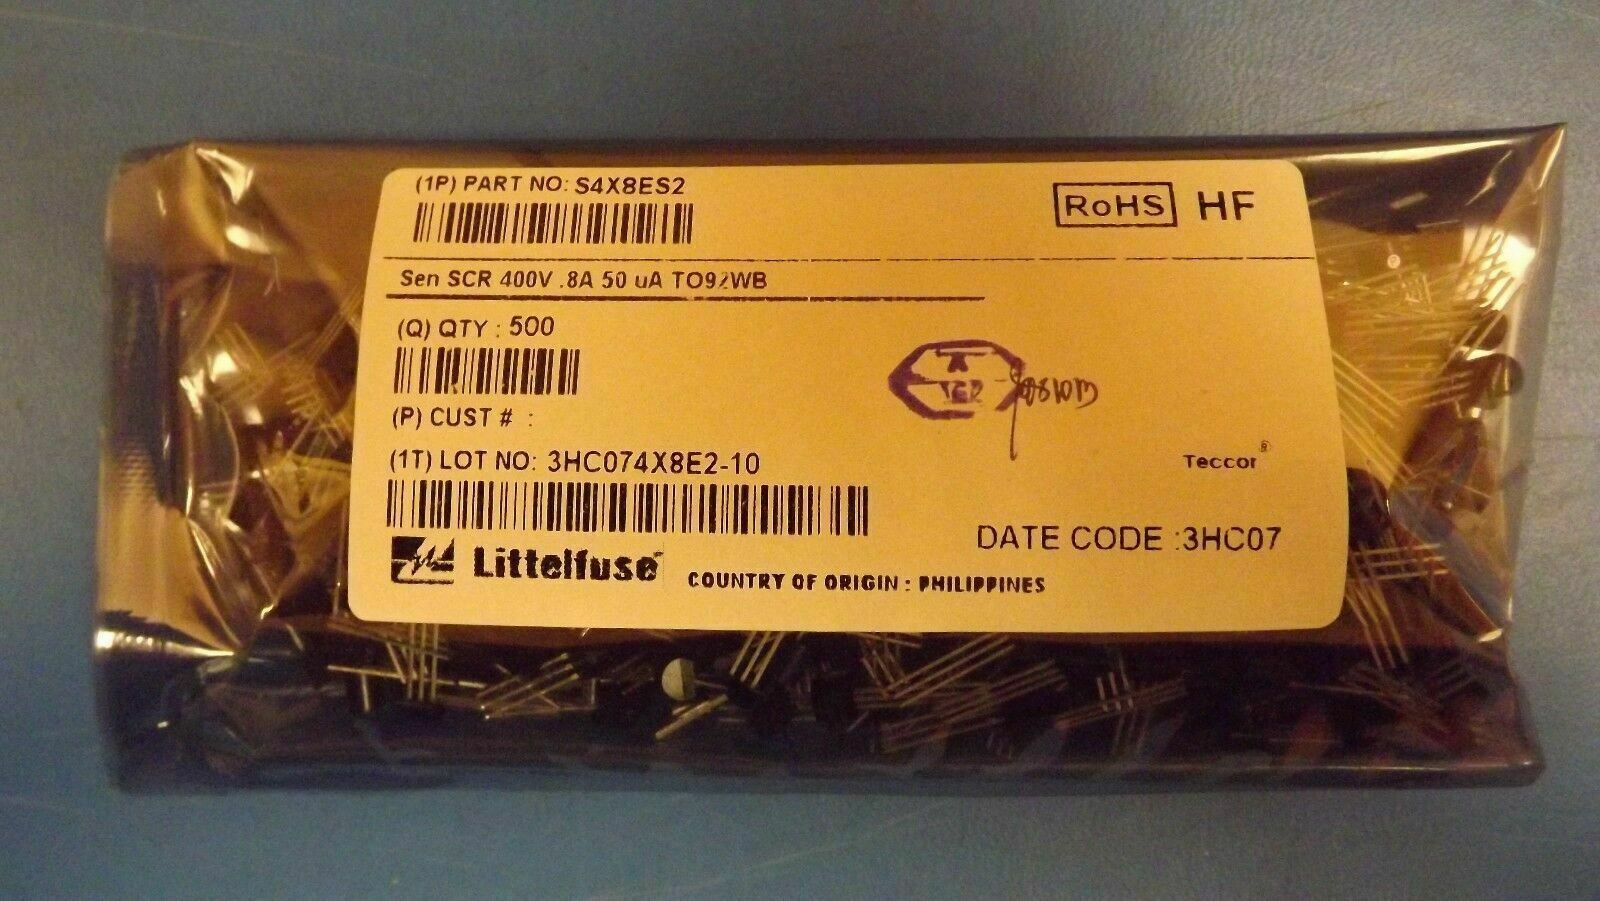 (1P) PART NO: S4X8ES2
RoHS HF
Sen SCR 400V .8A 50 uA TO92WB
(Q) QTY : 500
(P) CUST # :
(1T) LOT NO: 3HC074X8E2-10
Teccor®
DATE CODE :3HC07
Littelfuse
COUNTRY OF ORIGIN : PHILIPPINES